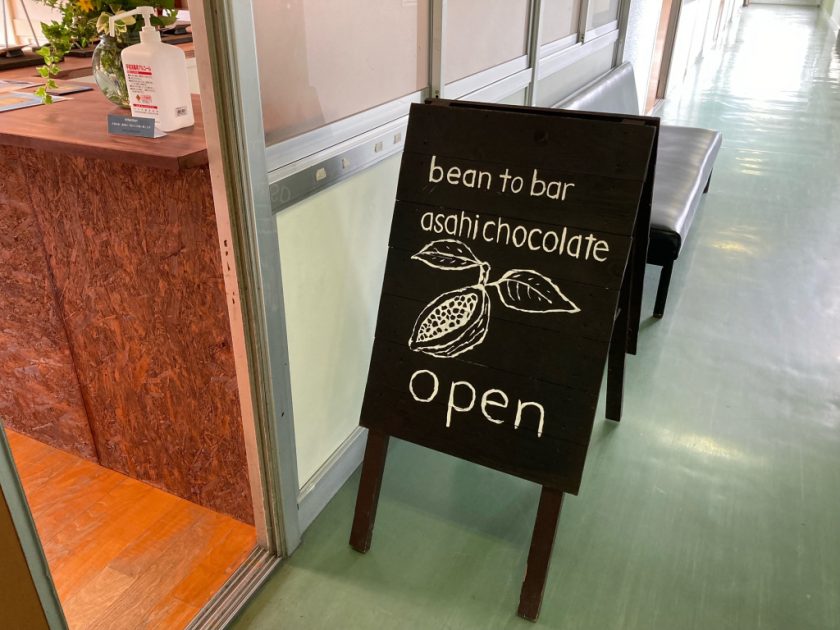 bean to bar
asahi chocolate
open